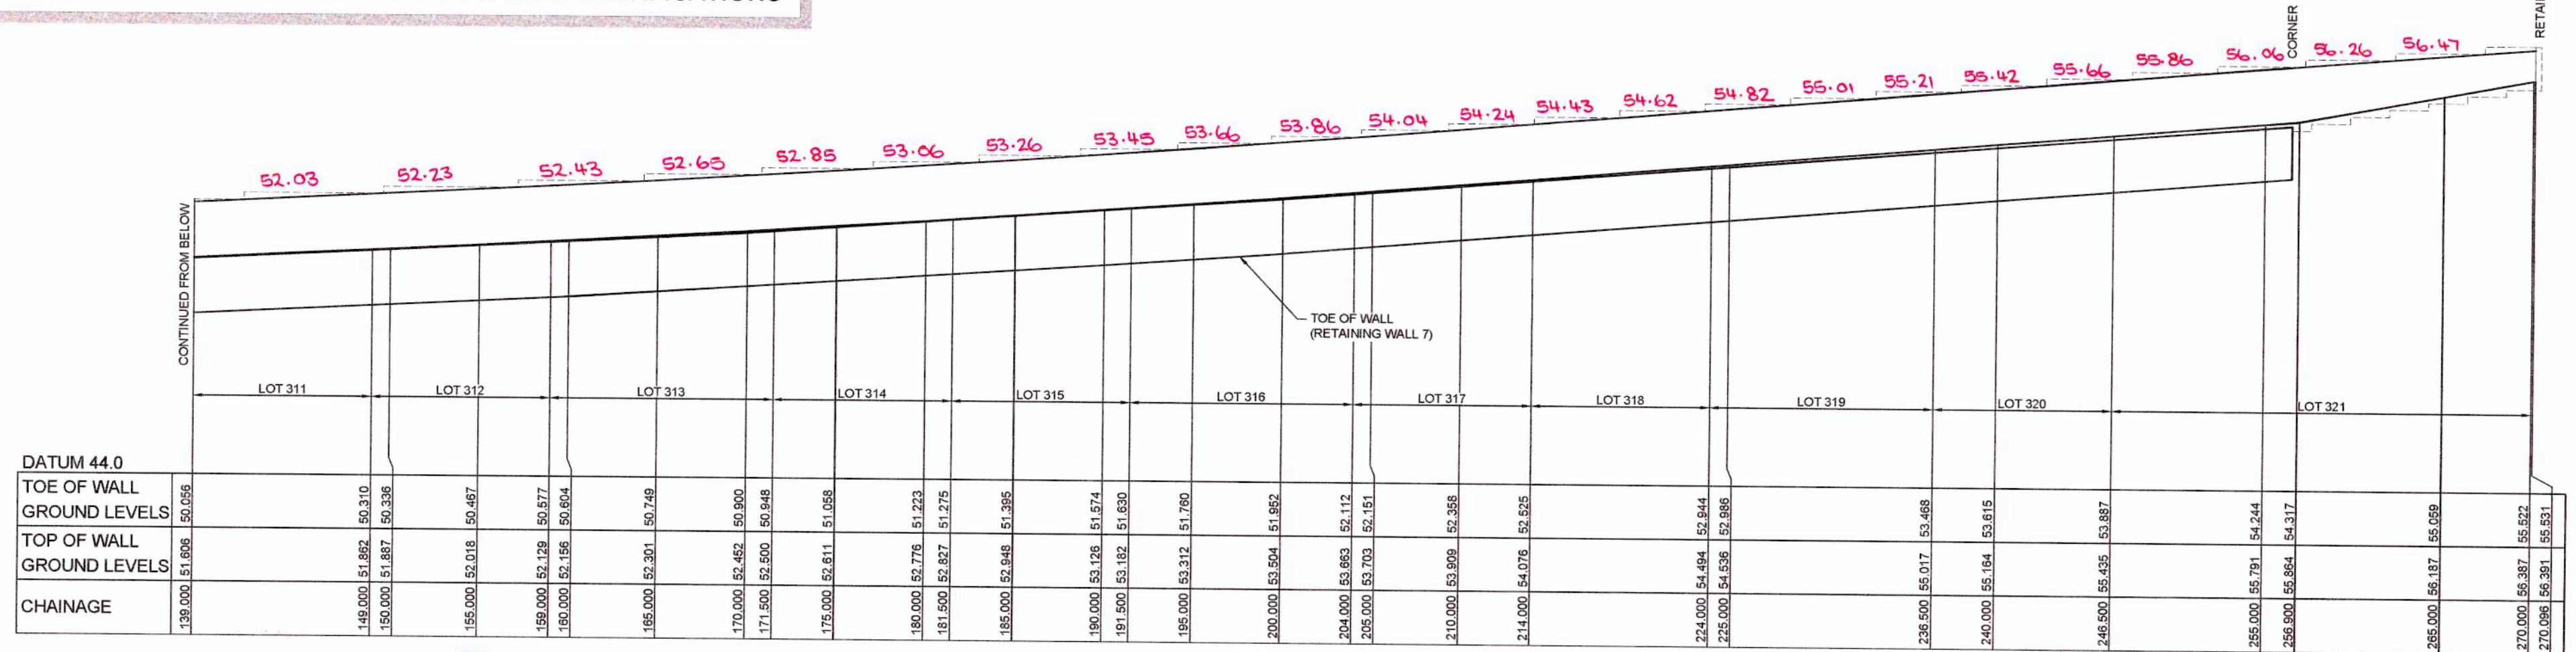 CORNER
52.03 52.23 52.43 52.65 52.85 53.06 53.26 53.45 53.66 53.86 54.04 54.24 54.43 54.62 54.82 55.01 55.21 55.42 55.66 55.86 56.06 56.26 56.47
CONTINUED FROM BELOW
TOE OF WALL
(RETAINING WALL 7)
LOT 311 LOT 312 LOT 313 LOT 314 LOT 315 LOT 316 LOT 317 LOT 318 LOT 319 LOT 320 LOT 321
DATUM 44.0
TOE OF WALL
GROUND LEVELS 50.056 50.310 50.336 50.467 50.577 50.604 50.749 50.900 50.948 51.058 51.223 51.275 51.395 51.574 51.630 51.760 51.952 52.112 52.151 52.358 52.525 52.944 52.986 53.468 53.615 53.887 54.244 54.317 55.059 55.522 55.531
TOP OF WALL
GROUND LEVELS 51.606 51.862 51.887 52.018 52.129 52.156 52.301 52.452 52.500 52.611 52.776 52.827 52.948 53.126 53.182 53.312 53.504 53.663 53.703 53.909 54.076 54.494 54.536 55.017 55.164 55.435 55.791 55.864 56.187 56.387 56.391
CHAINAGE 139.000 149.000 150.000 155.000 159.000 160.000 165.000 170.000 171.500 175.000 180.000 181.500 185.000 190.000 191.500 195.000 200.000 204.000 205.000 210.000 214.000 224.000 225.000 236.500 240.000 246.500 255.000 256.900 265.000 270.000 270.096